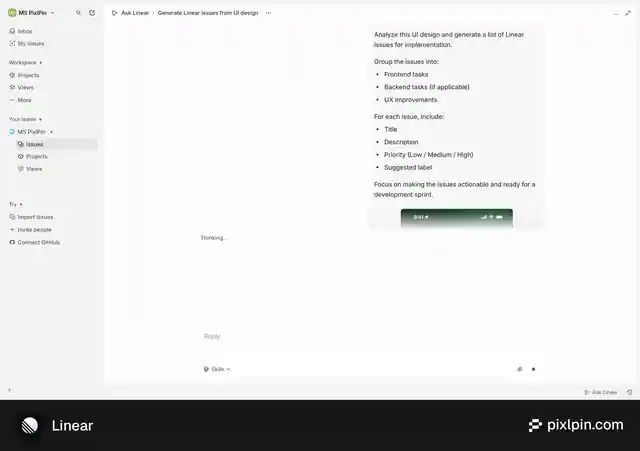 MS PixlPin
Inbox
My issues
Workspace
Projects
Views
More
Your teams
MS PixlPin
Issues
Projects
Views
Try
Import issues
Invite people
Connect GitHub
?
Ask Linear › Generate Linear issues from UI design
Analyze this UI design and generate a list of Linear
issues for implementation.
Group the issues into:
• Frontend tasks
• Backend tasks (if applicable)
• UX improvements
For each issue, include:
• Title
• Description
• Priority (Low / Medium / High)
• Suggested label
Focus on making the issues actionable and ready for a
development sprint.
9:41
Thinking...
Reply
Skills
Ask Linear
Linear
pixlpin.com